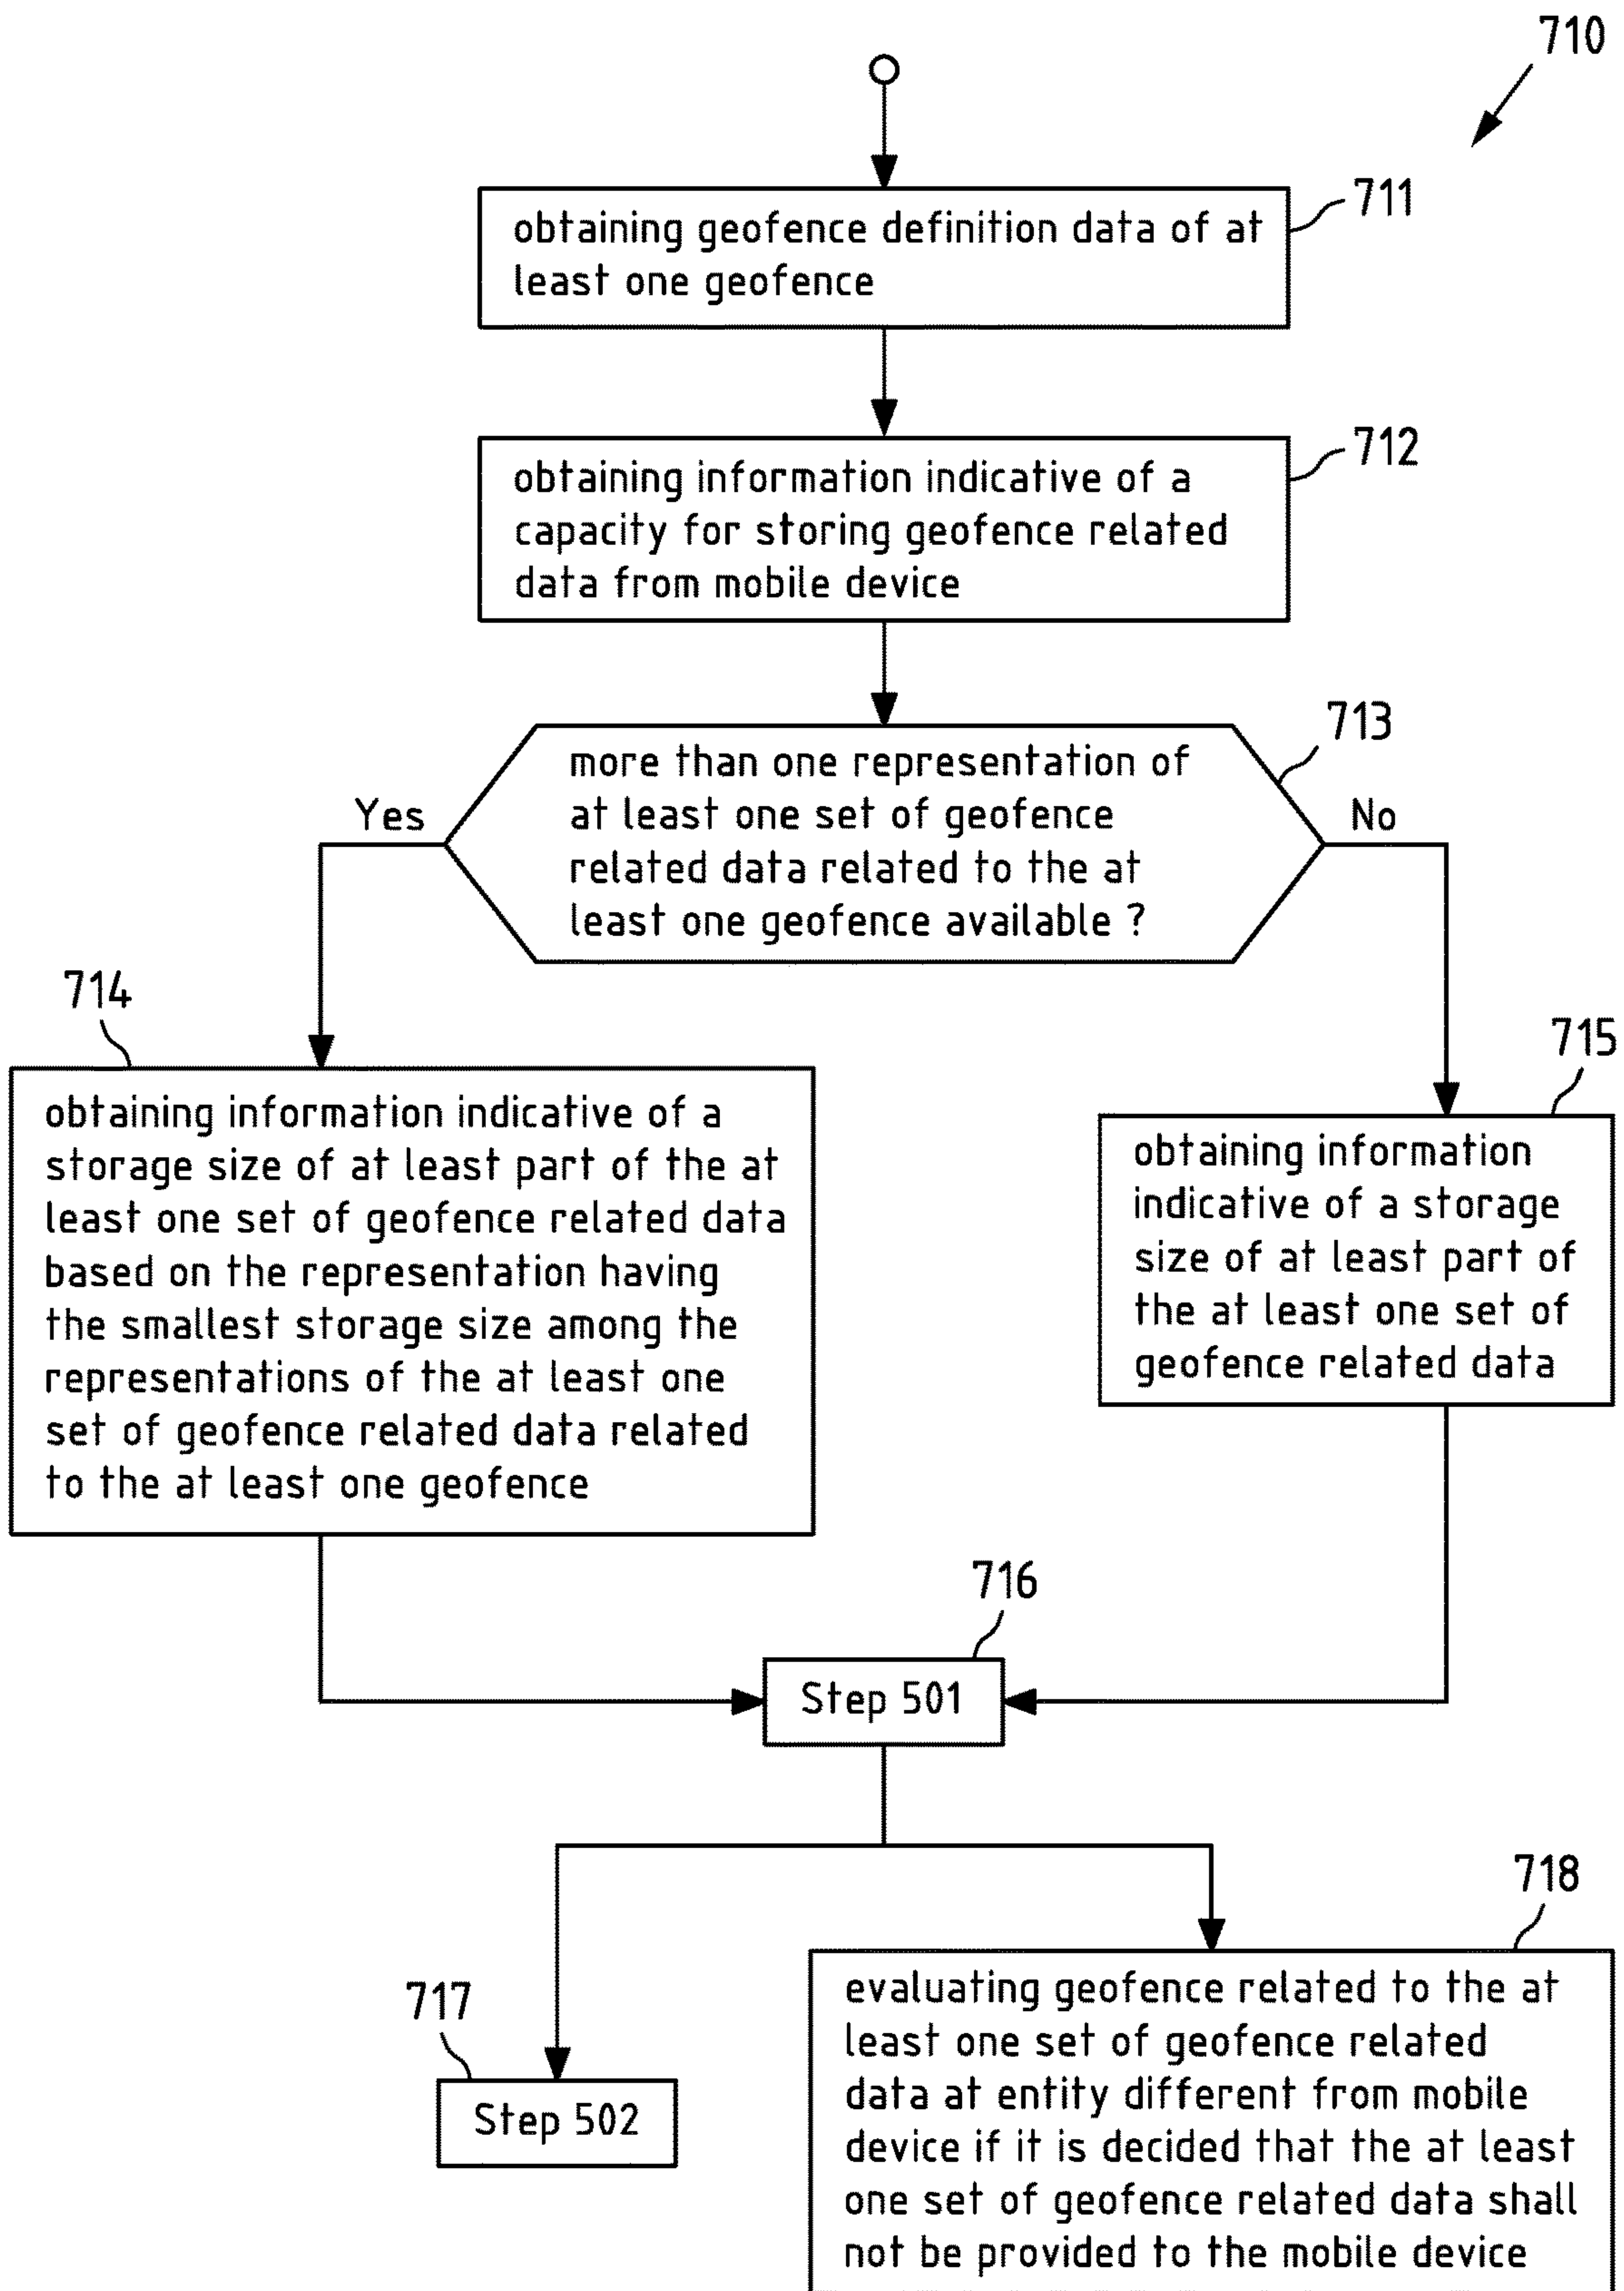 710
711
obtaining geofence definition data of at
least one geofence
712
obtaining information indicative of a
capacity for storing geofence related
data from mobile device
713
more than one representation of
at least one set of geofence
related data related to the at
least one geofence available ?
Yes
No
714
obtaining information indicative of a
storage size of at least part of the at
least one set of geofence related data
based on the representation having
the smallest storage size among the
representations of the at least one
set of geofence related data related
to the at least one geofence
715
obtaining information
indicative of a storage
size of at least part of
the at least one set of
geofence related data
716
Step 501
717
Step 502
718
evaluating geofence related to the at
least one set of geofence related
data at entity different from mobile
device if it is decided that the at least
one set of geofence related data shall
not be provided to the mobile device